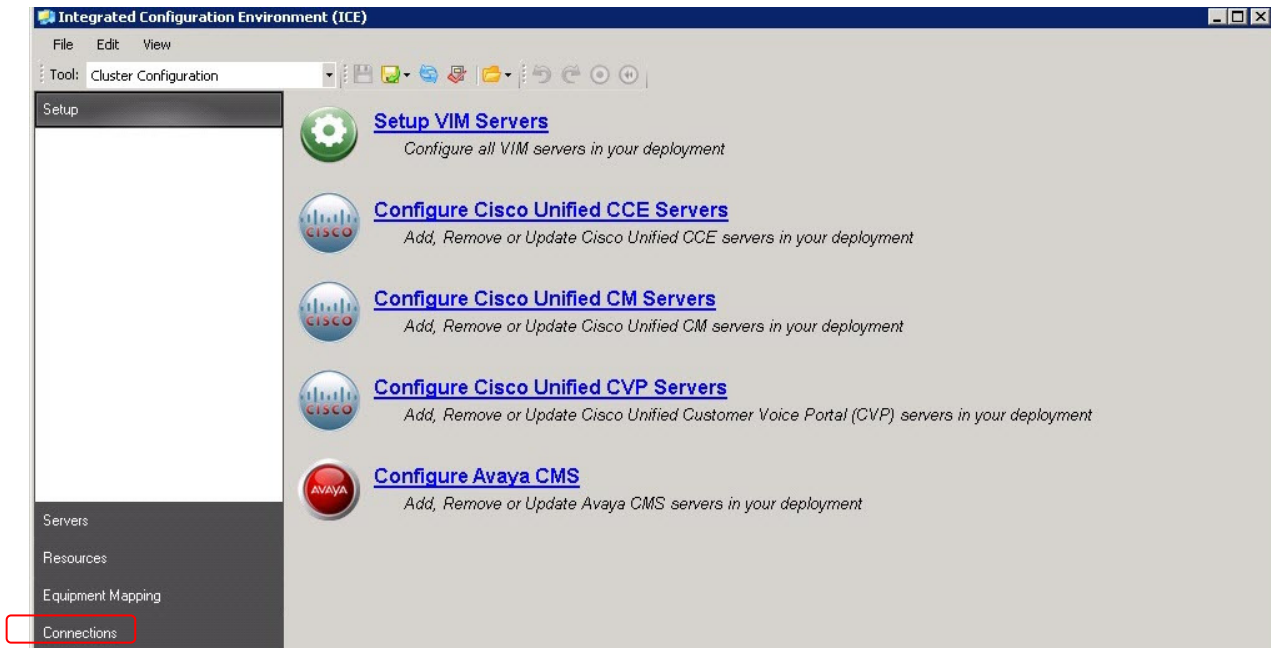 Integrated Configuration Environment (ICE)
File Edit View
Tool: Cluster Configuration
Setup
Setup VIM Servers
Configure all VIM servers in your deployment
CISCO
Configure Cisco Unified CCE Servers
Add, Remove or Update Cisco Unified CCE servers in your deployment
CISCO
Configure Cisco Unified CM Servers
Add, Remove or Update Cisco Unified CM servers in your deployment
CISCO
Configure Cisco Unified CVP Servers
Add, Remove or Update Cisco Unified Customer Voice Portal (CVP) servers in your deployment
AVAYA
Configure Avaya CMS
Add, Remove or Update Avaya CMS servers in your deployment
Servers
Resources
Equipment Mapping
Connections